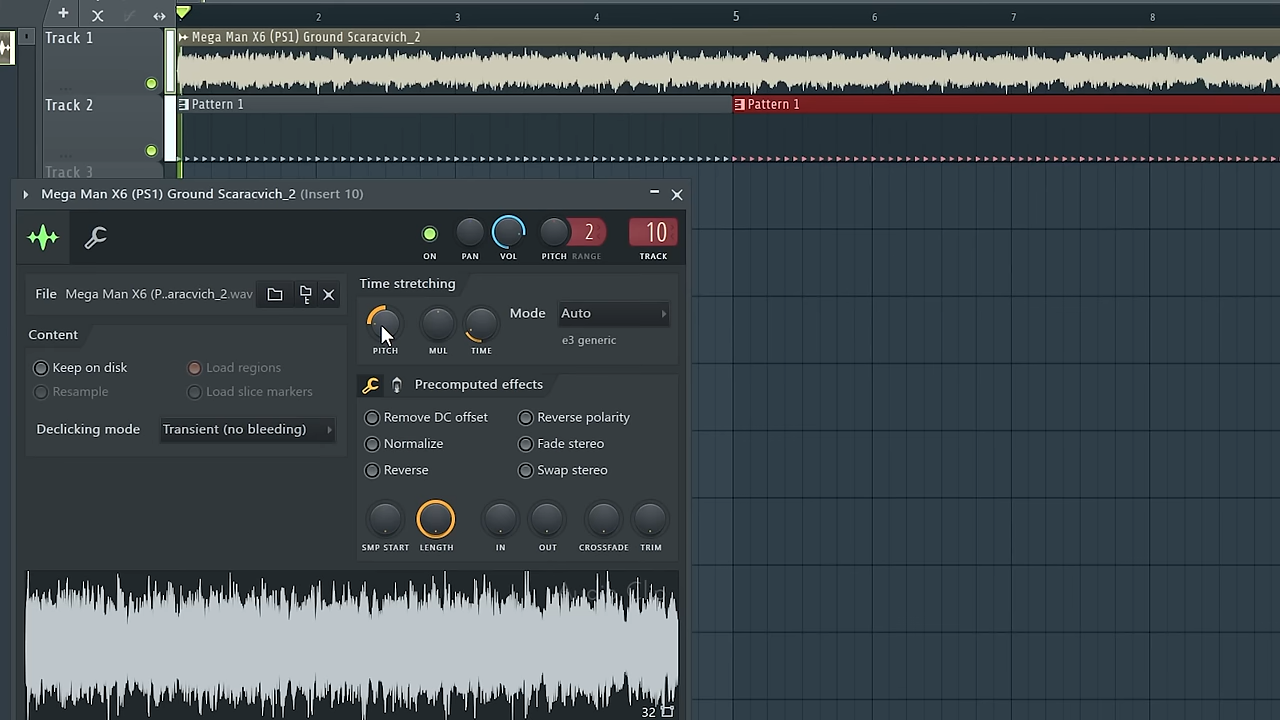 2 3 4 5 6 7 8
Track 1
Mega Man X6 (PS1) Ground Scaracvich_2
Track 2
Pattern 1
Pattern 1
Track 3
Mega Man X6 (PS1) Ground Scaracvich_2 (Insert 10)
2 10
ON PAN VOL PITCH RANGE TRACK
File Mega Man X6 (P..aracvich_2.wav
Content
Keep on disk Load regions
Resample Load slice markers
Declicking mode Transient (no bleeding)
Time stretching
Mode Auto
e3 generic
PITCH MUL TIME
Precomputed effects
Remove DC offset Reverse polarity
Normalize Fade stereo
Reverse Swap stereo
SMP START LENGTH IN OUT CROSSFADE TRIM
32